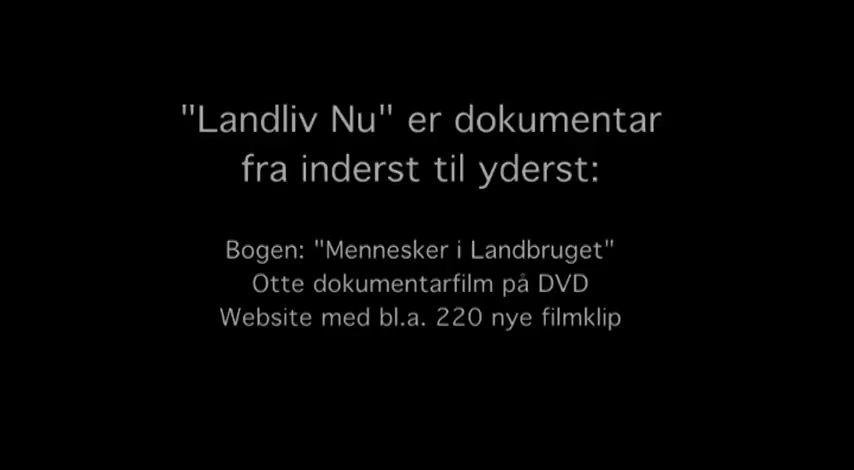 "Landliv Nu" er dokumentar
fra inderst til yderst:
Bogen: "Mennesker i Landbruget"
Otte dokumentarfilm på DVD
Website med bl.a. 220 nye filmklip